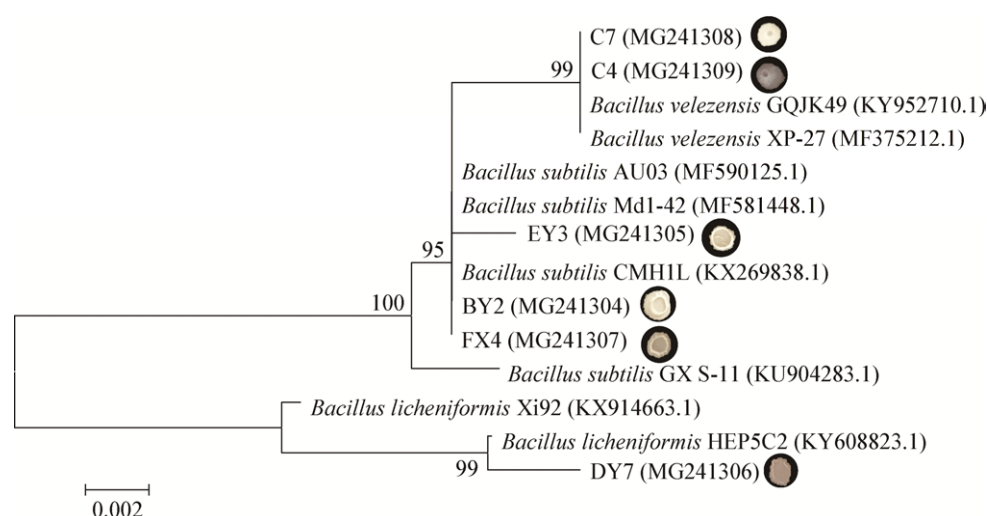 C7 (MG241308)
99
C4 (MG241309)
Bacillus velezensis GQJK49 (KY952710.1)
Bacillus velezensis XP-27 (MF375212.1)
Bacillus subtilis AU03 (MF590125.1)
Bacillus subtilis Md1-42 (MF581448.1)
EY3 (MG241305)
95
Bacillus subtilis CMH1L (KX269838.1)
100
BY2 (MG241304)
FX4 (MG241307)
Bacillus subtilis GX S-11 (KU904283.1)
Bacillus licheniformis Xi92 (KX914663.1)
Bacillus licheniformis HEP5C2 (KY608823.1)
99
DY7 (MG241306)
0.002